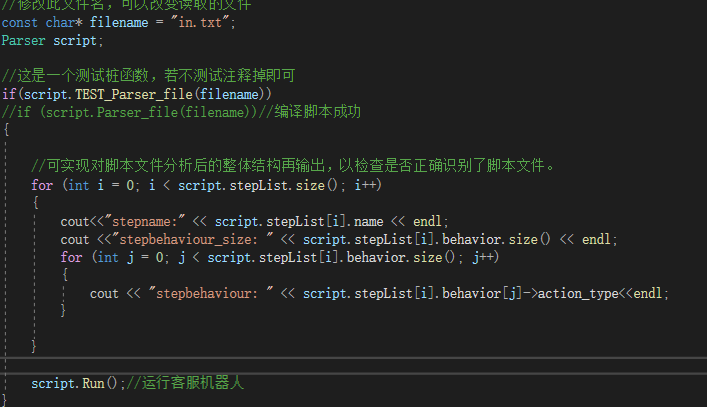 //修改此文件名，可以改变读取的文件
const char* filename = "in.txt";
Parser script;
//这是一个测试桩函数，若不测试注释掉即可
if(script.TEST_Parser_file(filename))
//if (script.Parser_file(filename))//编译脚本成功
{
//可实现对脚本文件分析后的整体结构再输出，以检查是否正确识别了脚本文件。
for (int i = 0; i < script.stepList.size(); i++)
{
cout<<"stepname:" << script.stepList[i].name << endl;
cout <<"stepbehaviour_size: " << script.stepList[i].behavior.size() << endl;
for (int j = 0; j < script.stepList[i].behavior.size(); j++)
{
cout << "stepbehaviour: " << script.stepList[i].behavior[j]->action_type<<endl;
}
}
script.Run();//运行客服机器人
}